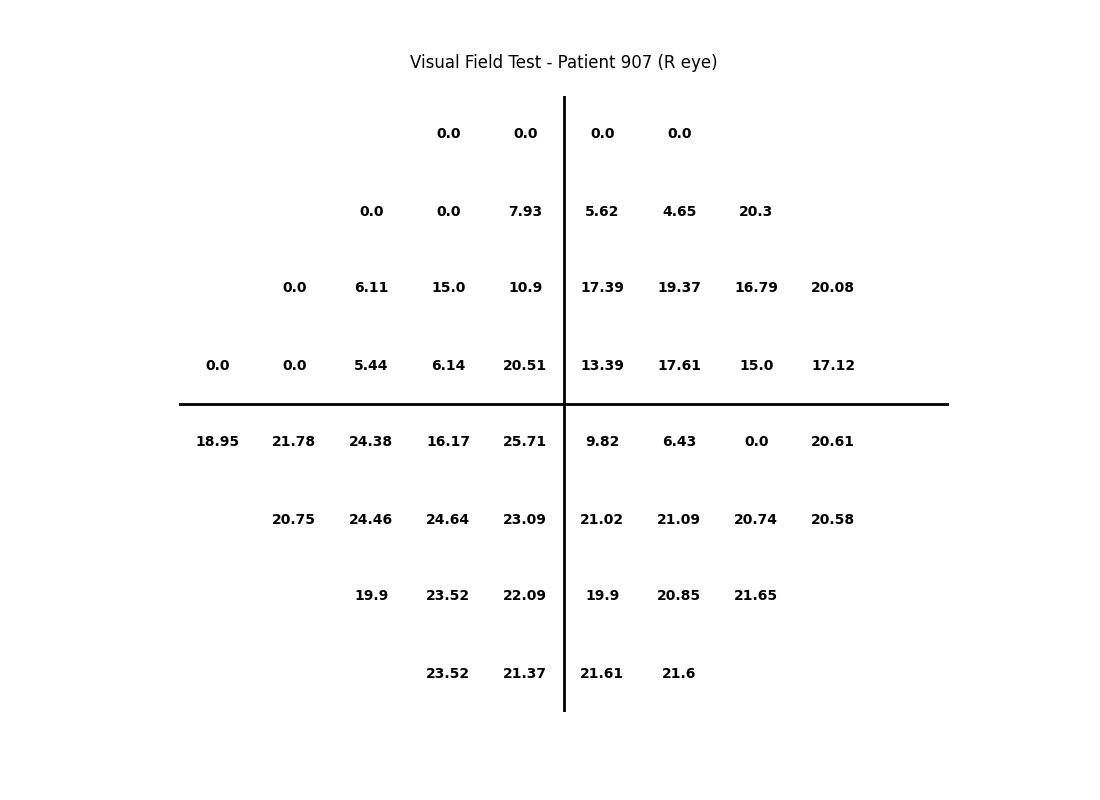 Visual Field Test - Patient 907 (R eye)
0.0 0.0 0.0 0.0
0.0 0.0 7.93 5.62 4.65 20.3
0.0 6.11 15.0 10.9 17.39 19.37 16.79 20.08
0.0 0.0 5.44 6.14 20.51 13.39 17.61 15.0 17.12
18.95 21.78 24.38 16.17 25.71 9.82 6.43 0.0 20.61
20.75 24.46 24.64 23.09 21.02 21.09 20.74 20.58
19.9 23.52 22.09 19.9 20.85 21.65
23.52 21.37 21.61 21.6